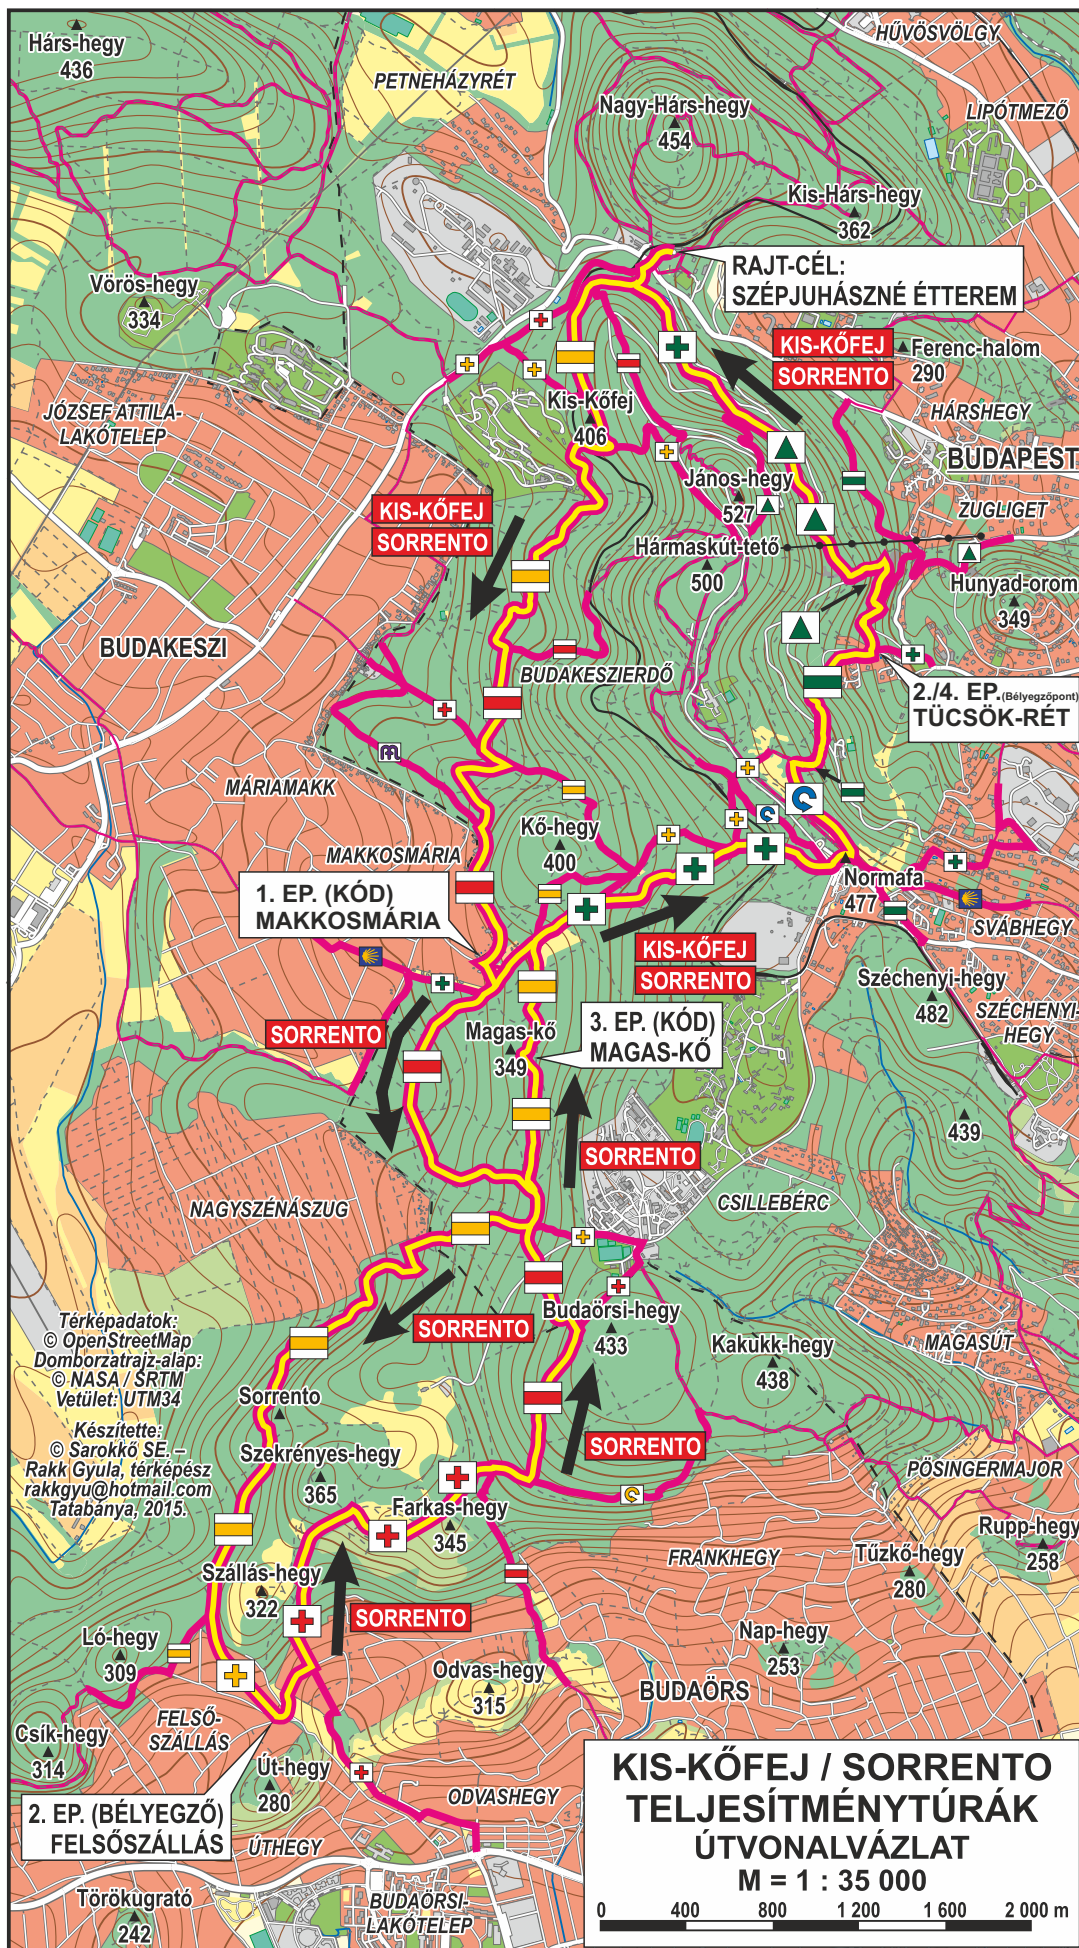 Hárs-hegy
436
PETNEHÁZYRÉT
HŰVÖSVÖLGY
Nagy-Hárs-hegy
454
LIPÓTMEZŐ
Kis-Hárs-hegy
362
Vörös-hegy
334
RAJT-CÉL:
SZÉPJUHÁSZNÉ ÉTTEREM
KIS-KŐFEJ
SORRENTO
Ferenc-halom
290
JÓZSEF ATTILA-
LAKÓTELEP
Kis-Kőfej
406
HÁRSHEGY
BUDAPEST
János-hegy
527
ZUGLIGET
KIS-KŐFEJ
SORRENTO
Hármaskút-tető
500
Hunyad-orom
349
BUDAKESZI
BUDAKESZIERDŐ
2./4. EP.(Bélyegzőpont)
TÜCSÖK-RÉT
MÁRIAMAKK
MAKKOSMÁRIA
Kő-hegy
400
1. EP. (KÓD)
MAKKOSMÁRIA
Normafa
477
SVÁBHEGY
KIS-KŐFEJ
SORRENTO
Széchenyi-hegy
482
SZÉCHENYI-
HEGY
SORRENTO
Magas-kő
349
3. EP. (KÓD)
MAGAS-KŐ
439
SORRENTO
NAGYSZÉNÁSZUG
CSILLEBÉRC
Térképadatok:
© OpenStreetMap
Domborzatrajz-alap:
© NASA / SRTM
Vetület: UTM34
SORRENTO
Budaörsi-hegy
433
Kakukk-hegy
438
MAGASÚT
Sorrento
Készítette:
© Sarokkő SE. –
Rakk Gyula, térképész
rakkgyu@hotmail.com
Tatabánya, 2015.
Szekrényes-hegy
365
SORRENTO
PÖSINGERMAJOR
Farkas-hegy
345
Rupp-hegy
258
FRANKHEGY
Tűzkő-hegy
280
Szállás-hegy
322
SORRENTO
Ló-hegy
309
Nap-hegy
253
Odvas-hegy
315
BUDAÖRS
FELSŐ-
SZÁLLÁS
Csík-hegy
314
Út-hegy
280
ODVASHEGY
2. EP. (BÉLYEGZŐ)
FELSŐSZÁLLÁS
ÚTHEGY
KIS-KŐFEJ / SORRENTO
TELJESÍTMÉNYTÚRÁK
ÚTVONALVÁZLAT
M = 1 : 35 000
0 400 800 1 200 1 600 2 000 m
Törökugrató
242
BUDAÖRSI-
LAKÓTELEP